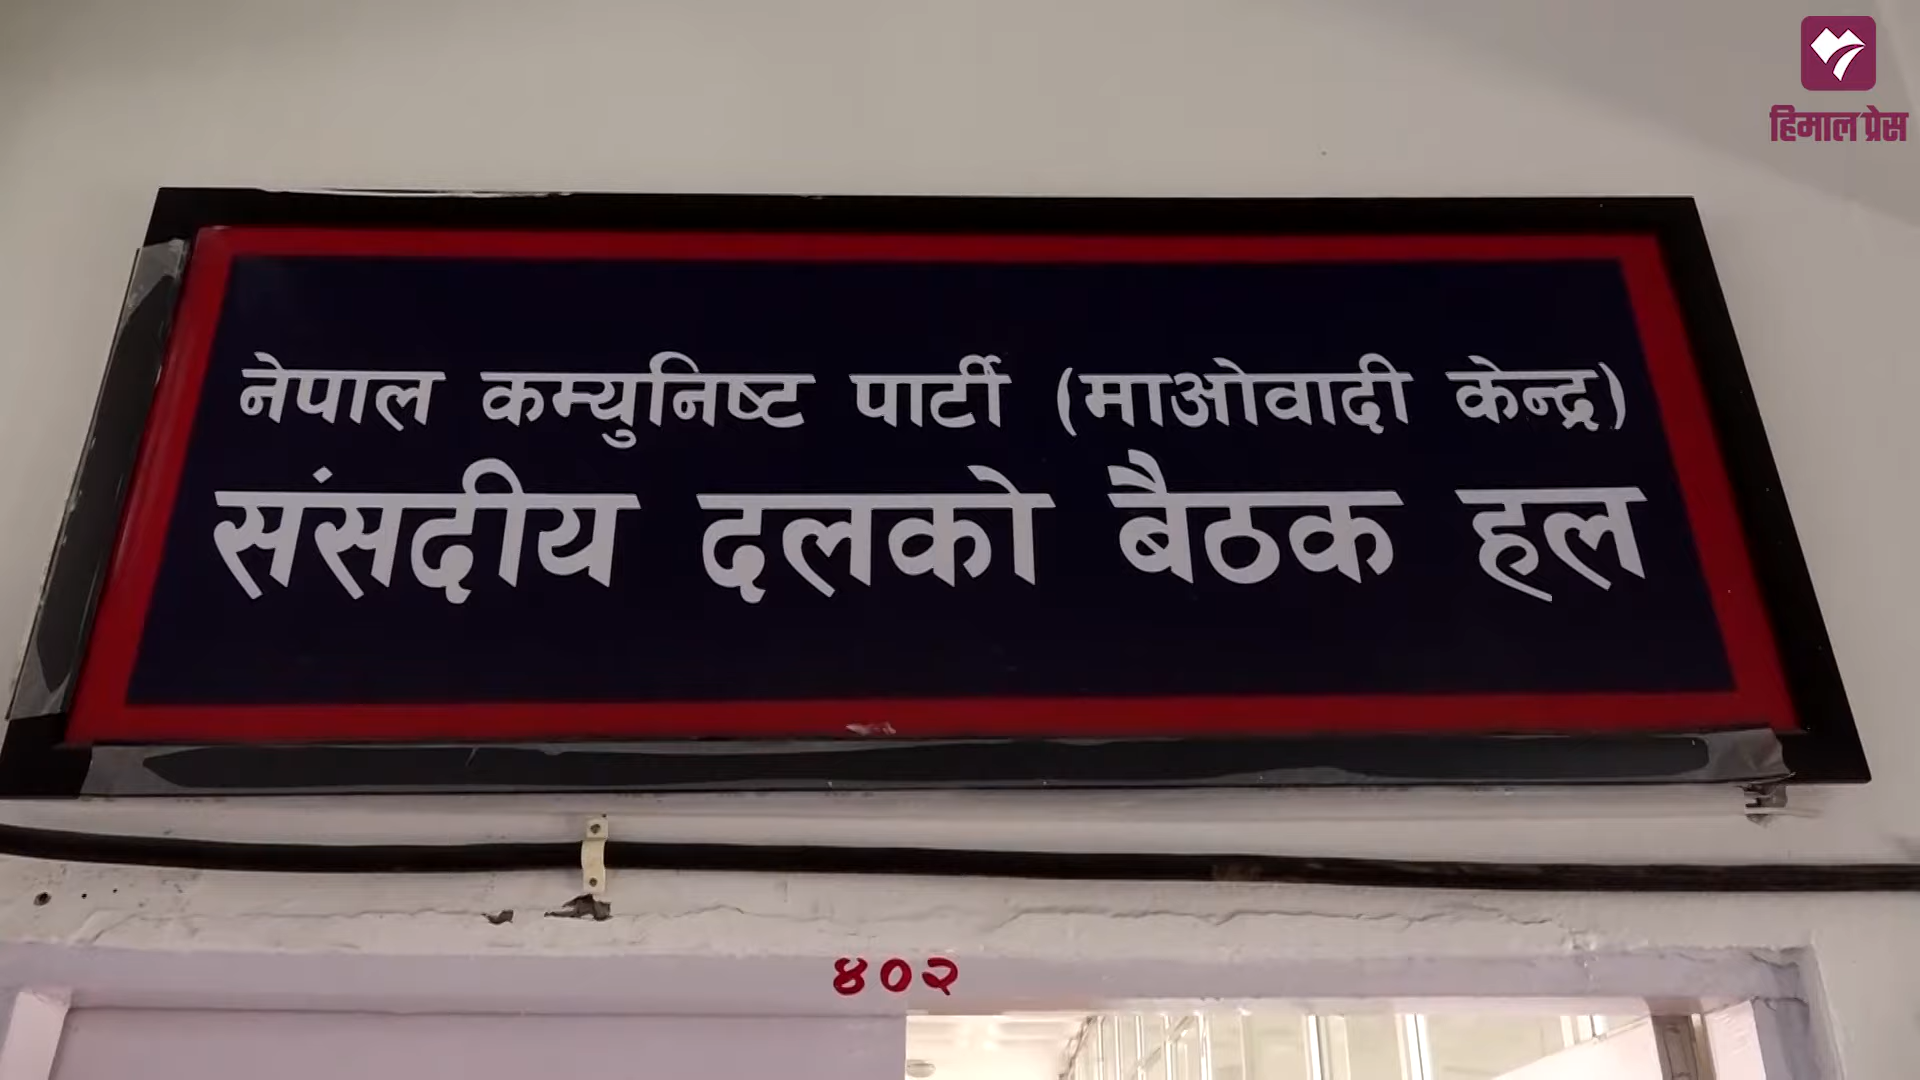 हिमाल प्रेस
नेपाल कम्युनिष्ट पार्टी (माओवादी केन्द्र)
संसदीय दलको बैठक हल
४०२